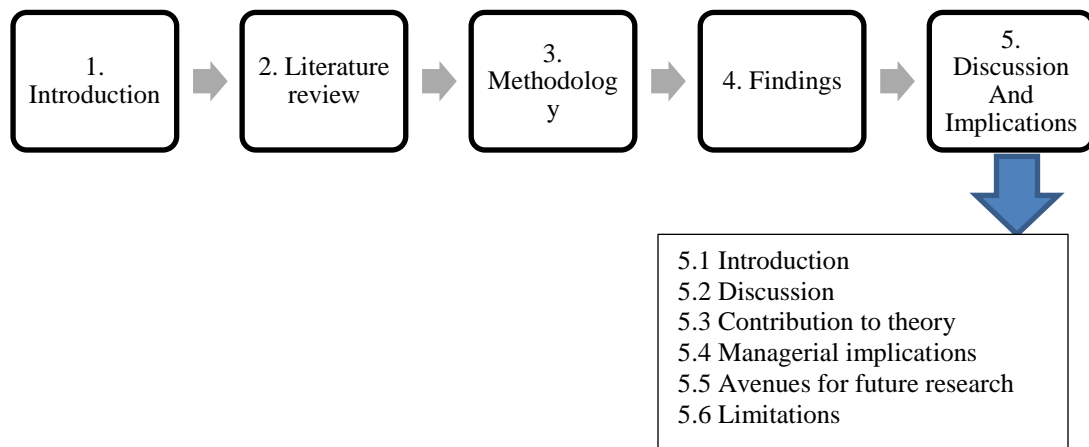 1.
Introduction
2. Literature
review
3.
Methodolog
y
4. Findings
5.
Discussion
And
Implications
5.1 Introduction
5.2 Discussion
5.3 Contribution to theory
5.4 Managerial implications
5.5 Avenues for future research
5.6 Limitations